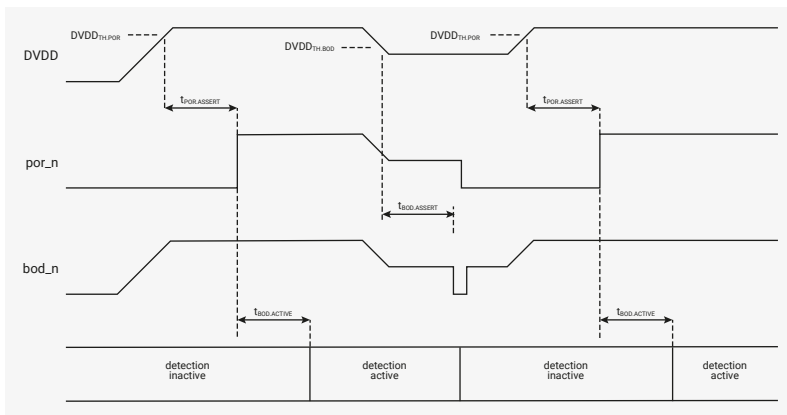 DVDD
DVDDTH.POR
DVDDTH.BOD
DVDDTH.POR
tPOR.ASSERT
tPOR.ASSERT
por_n
tBOD.ASSERT
bod_n
tBOD.ACTIVE
tBOD.ACTIVE
detection
inactive
detection
active
detection
inactive
detection
active